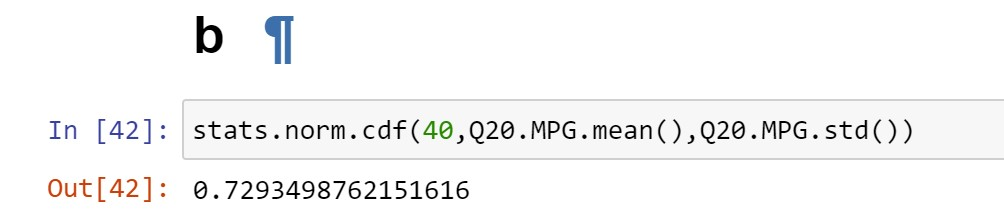 b ¶
In [42]: stats.norm.cdf(40,Q20.MPG.mean(),Q20.MPG.std())
Out[42]: 0.7293498762151616